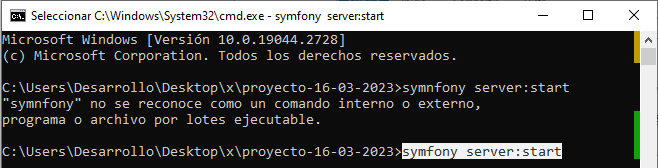 Seleccionar C:\Windows\System32\cmd.exe - symfony server:start
Microsoft Windows [Versión 10.0.19044.2728]
(c) Microsoft Corporation. Todos los derechos reservados.
C:\Users\Desarrollo\Desktop\x\proyecto-16-03-2023>symnfony server:start
"symnfony" no se reconoce como un comando interno o externo,
programa o archivo por lotes ejecutable.
C:\Users\Desarrollo\Desktop\x\proyecto-16-03-2023>symfony server:start